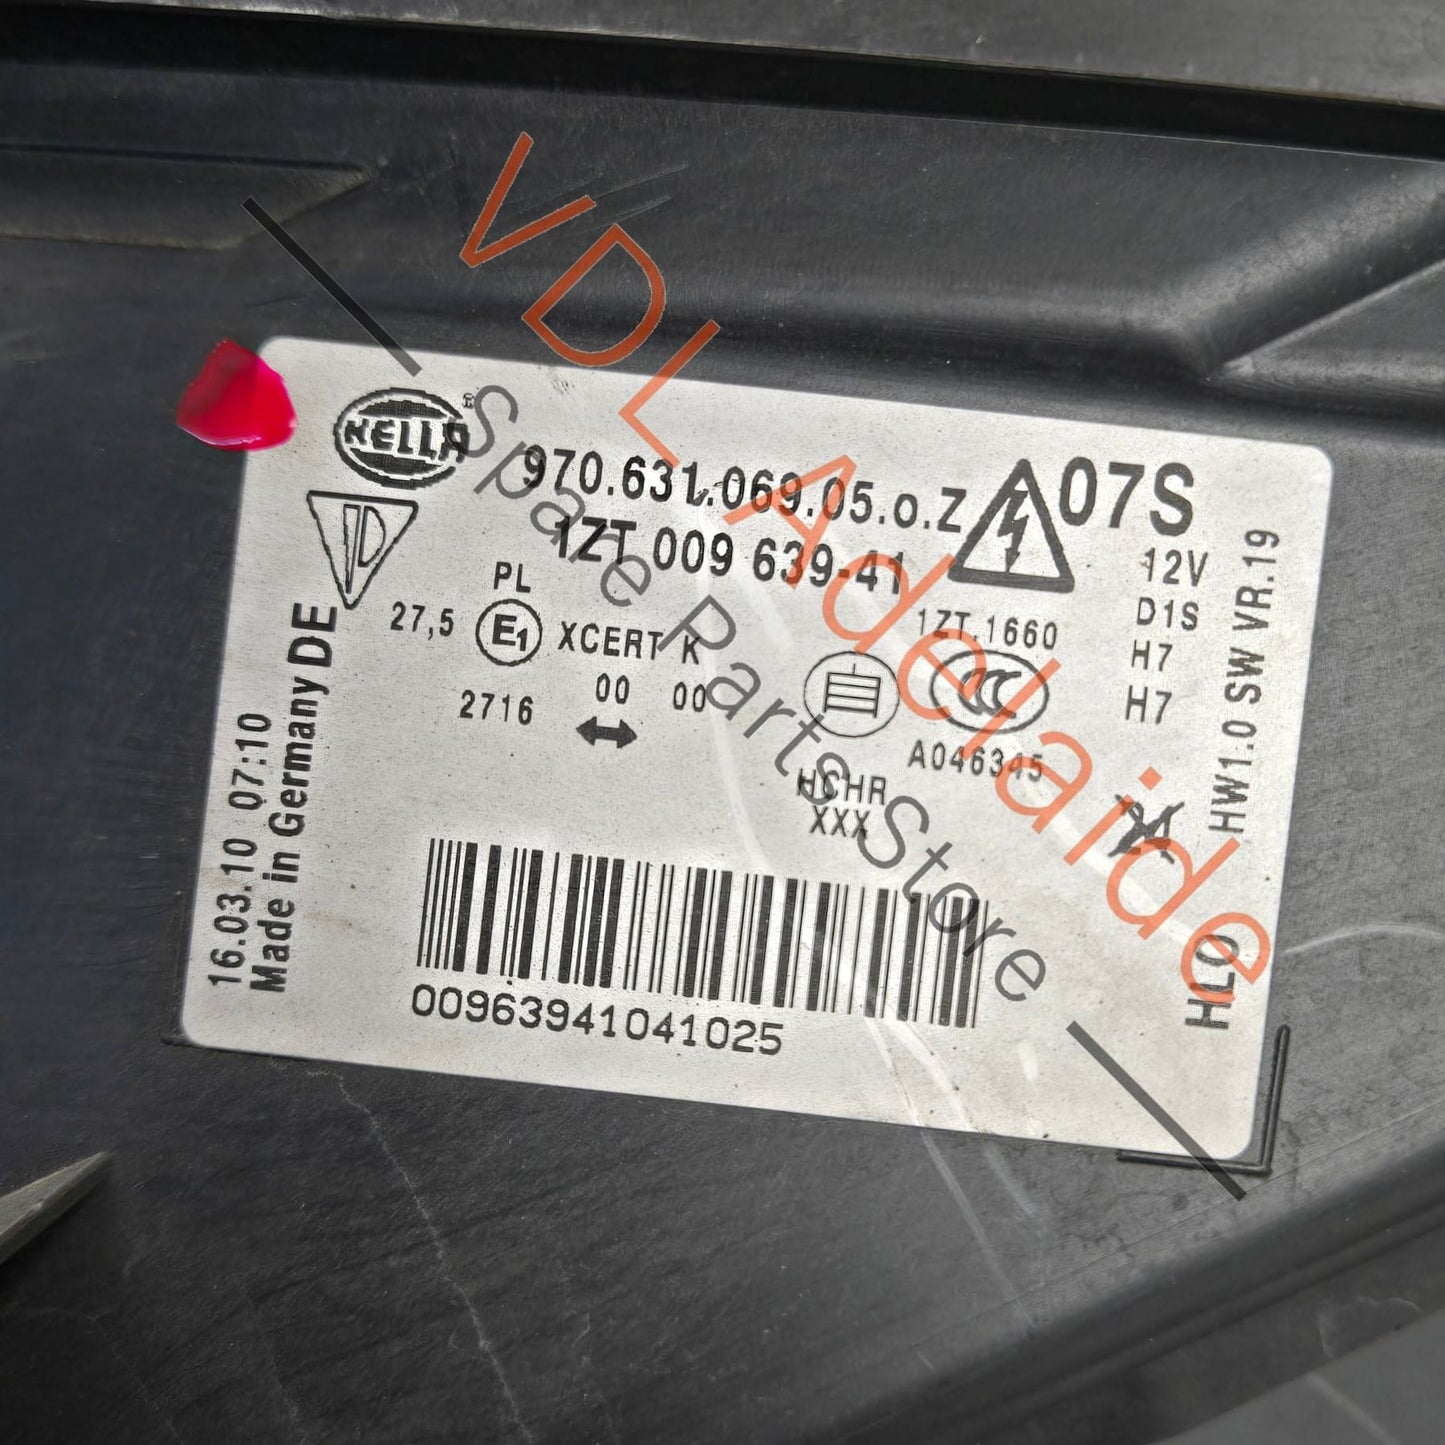 VDL Adelaide
Spare Parts Store
HELLA®
970.631.069.05.o.Z
07S
1ZT 009 639-41
12V
D1S
H7
H7
PL
27,5 E1 XCERT K
2716 00 00
1ZT.1660
CCC
A046345
HCHR
XXX
HW1.0 SW VR.19
HLO
16.03.10 07:10
Made in Germany DE
00963941041025